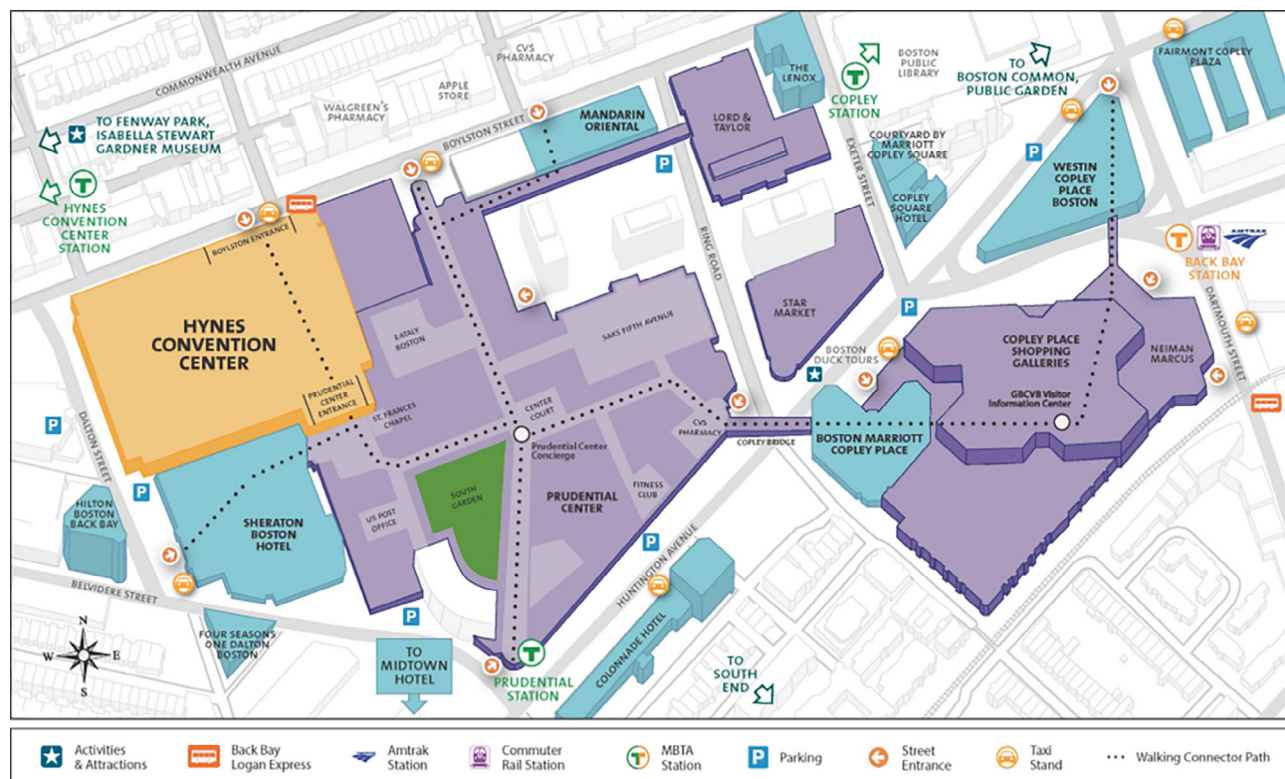 COMMONWEALTH AVENUE
CVS
PHARMACY
APPLE
STORE
WALGREEN'S
PHARMACY
BOYLSTON STREET
TO FENWAY PARK,
ISABELLA STEWART
GARDNER MUSEUM
T
HYNES
CONVENTION
CENTER
STATION
MANDARIN
ORIENTAL
THE
LENOX
LORD &
TAYLOR
P
T
COPLEY
STATION
BOSTON
PUBLIC
LIBRARY
TO
BOSTON COMMON,
PUBLIC GARDEN
FAIRMONT COPLEY
PLAZA
COURTYARD BY
MARRIOTT
COPLEY SQUARE
COPLEY
SQUARE
HOTEL
EXETER STREET
P
WESTIN
COPLEY
PLACE
BOSTON
T
AMTRAK
BACK BAY
STATION
DARTMOUTH STREET
BOYLSTON ENTRANCE
HYNES
CONVENTION
CENTER
PRUDENTIAL
CENTER
ENTRANCE
EATALY
BOSTON
SAKS FIFTH AVENUE
RING ROAD
STAR
MARKET
P
BOSTON
DUCK TOURS
COPLEY PLACE
SHOPPING
GALLERIES
NEIMAN
MARCUS
GBCVB Visitor
Information Center
ST. FRANCES
CHAPEL
CENTER
COURT
Prudential Center
Concierge
CVS
PHARMACY
COPLEY BRIDGE
BOSTON MARRIOTT
COPLEY PLACE
P
DALTON STREET
P
HILTON
BOSTON
BACK BAY
SHERATON
BOSTON
HOTEL
US POST
OFFICE
SOUTH
GARDEN
PRUDENTIAL
CENTER
FITNESS
CLUB
P
HUNTINGTON AVENUE
BELVIDERE STREET
P
FOUR SEASONS
ONE DALTON
BOSTON
N
W
E
S
TO
MIDTOWN
HOTEL
T
PRUDENTIAL
STATION
COLONNADE HOTEL
TO
SOUTH
END
Activities
& Attractions
Back Bay
Logan Express
Amtrak
Station
Commuter
Rail Station
T
MBTA
Station
P
Parking
Street
Entrance
Taxi
Stand
Walking Connector Path